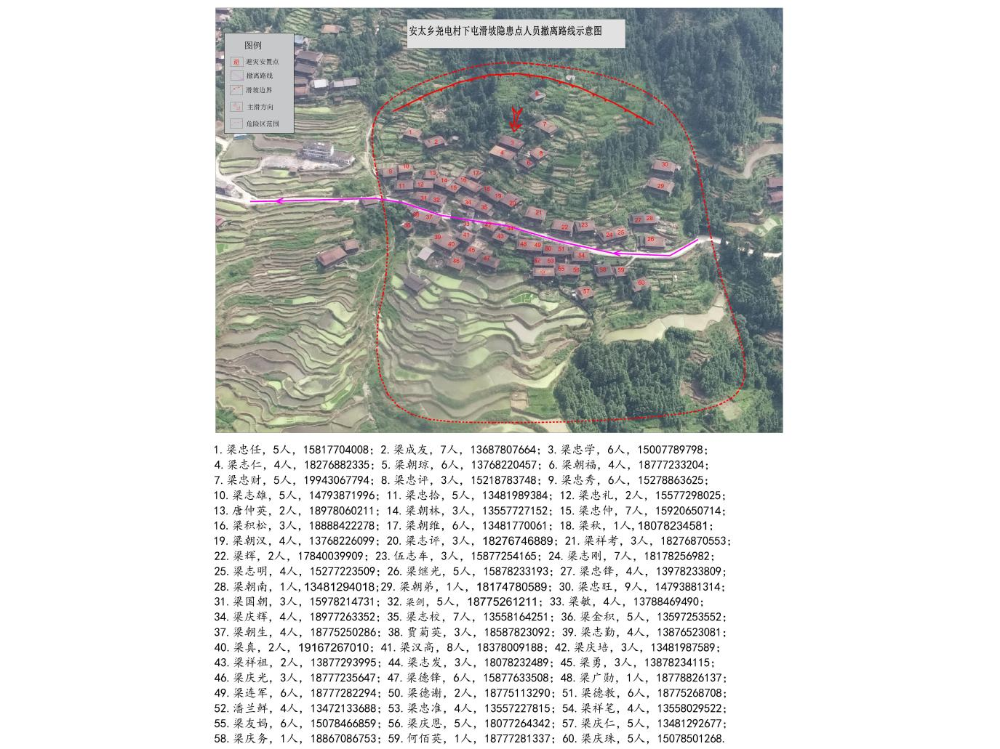 安太乡尧电村下屯滑坡隐患点人员撤离路线示意图
图例
避灾安置点
撤离路线
滑坡边界
主滑方向
危险区范围
1. 梁忠任，5人，15817704008；2. 梁成友，7人，13687807664；3. 梁忠学，6人，15007789798；
4. 梁志仁，4人，18276882335；5. 梁朝琼，6人，13768220457；6. 梁朝福，4人，18777233204；
7. 梁忠财，5人，19943067794；8. 梁忠评，3人，15218783748；9. 梁忠秀，6人，15278863625；
10. 梁志雄，5人，14793871996；11. 梁忠拾，5人，13481989384；12. 梁忠礼，2人，15577298025；
13. 唐仲英，2人，18978060211；14. 梁朝林，3人，13557727152；15. 梁忠仲，7人，15920650714；
16. 梁积松，3人，18888422278；17. 梁朝维，6人，13481770061；18. 梁秋，1人,18078234581；
19. 梁朝汉，4人，13768226099；20. 梁志评，3人，18276746889；21. 梁祥考，3人，18276870553；
22. 梁辉，2人，17840039909；23. 伍志车，3人，15877254165；24. 梁志刚，7人，18178256982；
25. 梁志明，4人，15277223509；26. 梁继光，5人，15878233193；27. 梁忠锋，4人，13978233809；
28. 梁朝南，1人,13481294018；29. 梁朝弟，1人，18174780589；30. 梁忠旺，9人，14793881314；
31. 梁国朝，3人，15978214731；32. 梁剑，5人，18775261211；33. 梁敏，4人，13788469490；
34. 梁庆辉，4人，18977263352；35. 梁志校，7人，13558164251；36. 梁金积，5人，13597253552；
37. 梁朝生，4人，18775250286；38. 贾菊英，3人，18587823092；39. 梁志勤，4人，13876523081；
40. 梁真，2人，19167267010；41. 梁汉高，8人，18378009188；42. 梁庆培，3人，13481987589；
43. 梁祥祖，2人，13877293995；44. 梁志发，3人，18078232489；45. 梁勇，3人，13878234115；
46. 梁庆光，3人，18777235647；47. 梁德锋，6人，15877633508；48. 梁广勋，1人，18778826137；
49. 梁连军，6人，18777282294；50. 梁德谢，2人，18775113290；51. 梁德教，6人，18775268708；
52. 潘兰鲜，4人，13472133688；53. 梁忠准，4人，13557227815；54. 梁祥笔，4人，13558029522；
55. 梁友妈，6人，15078466859；56. 梁庆恩，5人，18077264342；57. 梁庆仁，5人，13481292677；
58. 梁庆务，1人，18867086753；59. 何佰英，1人，18777281337；60. 梁庆珠，5人，15078501268.